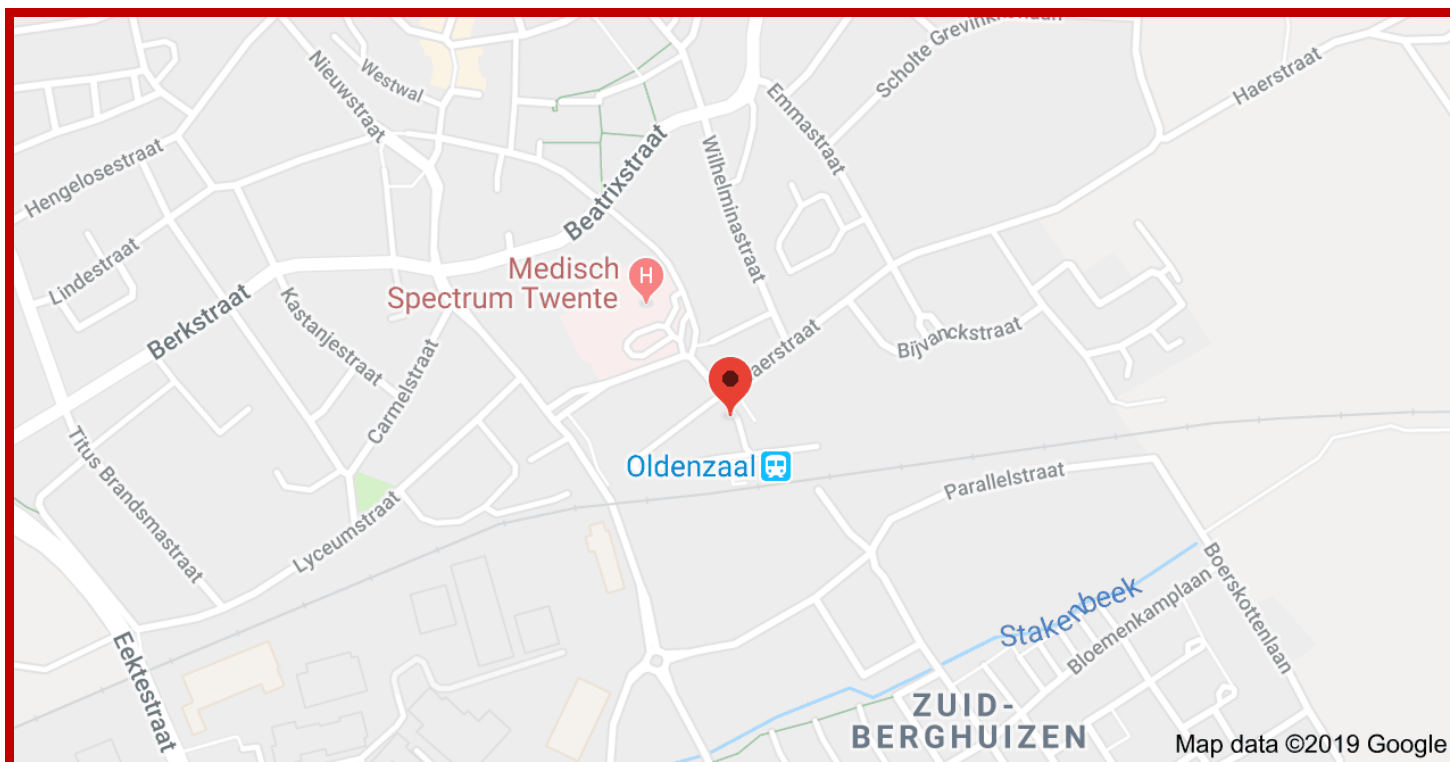 Scholte Grevinkhoflaan
Nieuwstraat
Westwal
Haerstraat
Emmastraat
Beatrixstraat
Wilhelminastraat
Hengelosestraat
Lindestraat
Medisch
Spectrum Twente
H
Kastanjestraat
Berkstraat
Bijvanckstraat
Haerstraat
Carmelstraat
Titus Brandsmastraat
Oldenzaal
Parallelstraat
Lyceumstraat
Boerskottenlaan
Stakenbeek
Bloemenkamplaan
Eektestraat
ZUID-
BERGHUIZEN
Map data ©2019 Google